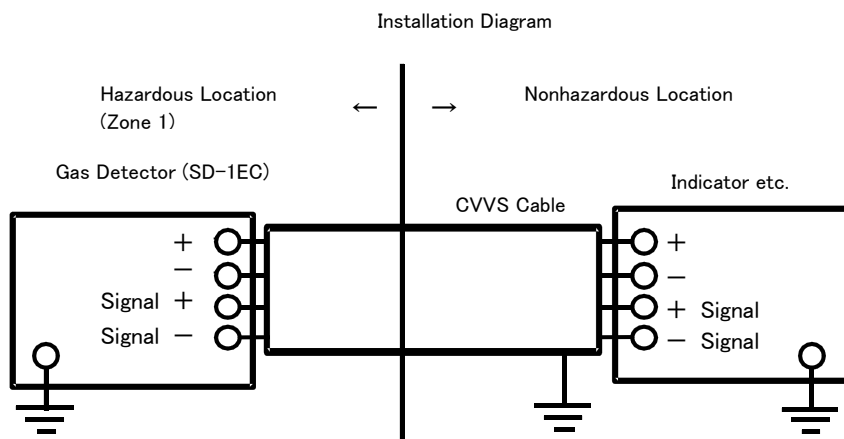 Installation Diagram
Hazardous Location
(Zone 1)
← →
Nonhazardous Location
Gas Detector (SD-1EC)
Indicator etc.
CVVS Cable
+
−
Signal +
Signal −
+
−
+ Signal
− Signal